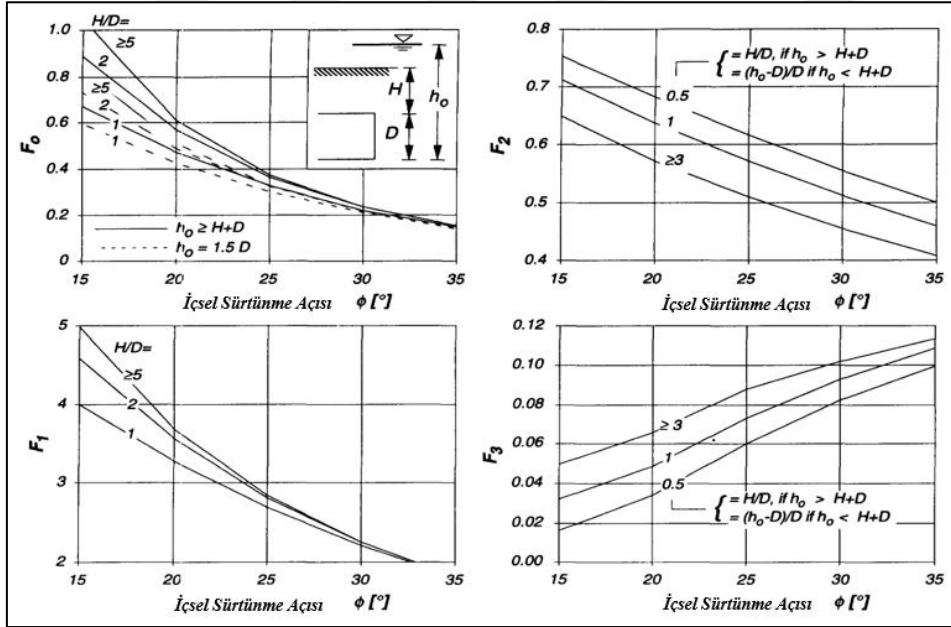 H/D=
1.0
≥5
0.8
2
≥5
0.6
2
1
1
F₀
0.4
0.2
0
h₀ ≥ H+D
h₀ = 1.5 D
H
D
h₀
15 20 25 30 35
İçsel Sürtünme Açısı ϕ [°]
0.8
0.7
F₂
0.6
0.5
0.4
0.5
1
≥3
{ = H/D, if h₀ > H+D
= (h₀-D)/D if h₀ < H+D
15 20 25 30 35
İçsel Sürtünme Açısı ϕ [°]
5
H/D=
≥5
4
2
1
F₁
3
2
15 20 25 30 35
İçsel Sürtünme Açısı ϕ [°]
0.12
0.10
0.08
F₃
0.06
0.04
0.02
0.00
≥ 3
1
0.5
{ = H/D, if h₀ > H+D
= (h₀-D)/D if h₀ < H+D
15 20 25 30 35
İçsel Sürtünme Açısı ϕ [°]